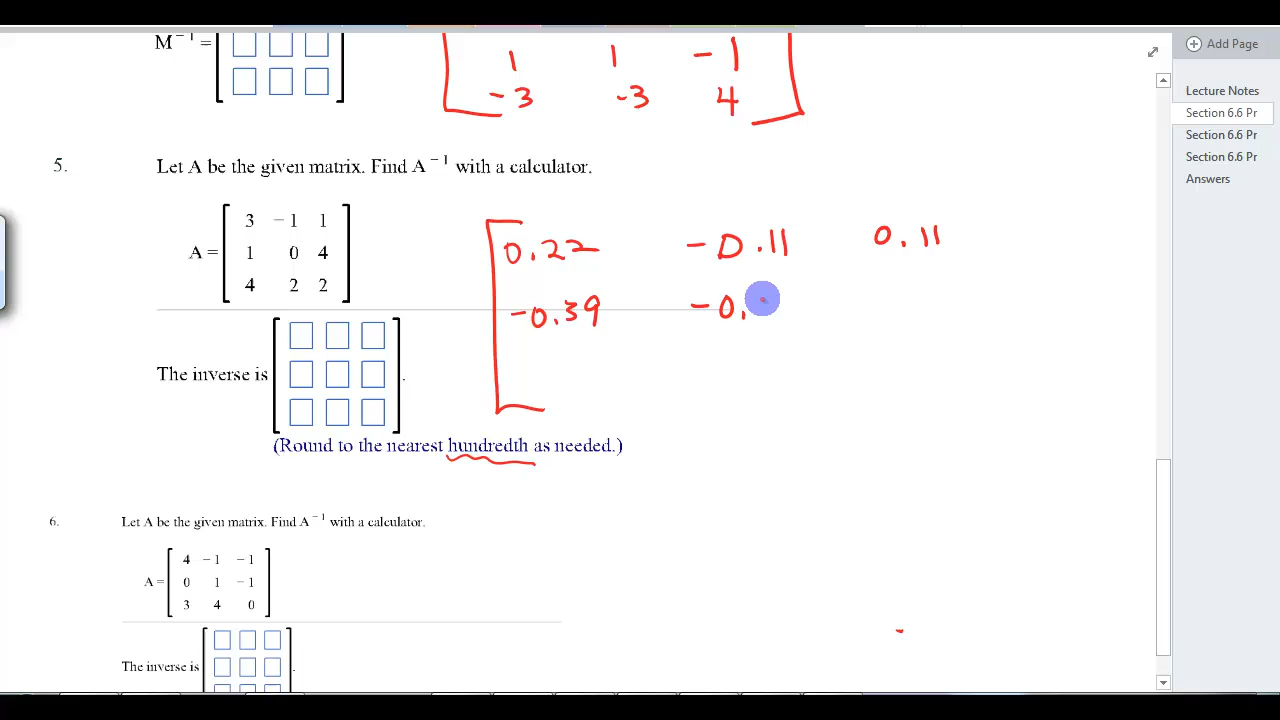 M⁻¹ =
1 1 -1
-3 -3 4
Add Page
Lecture Notes
Section 6.6 Pr
Section 6.6 Pr
Section 6.6 Pr
Answers
5. Let A be the given matrix. Find A⁻¹ with a calculator.
A =
3 -1 1
1 0 4
4 2 2
0.22 -0.11 0.11
-0.39 -0.
The inverse is .
(Round to the nearest hundredth as needed.)
6. Let A be the given matrix. Find A⁻¹ with a calculator.
A =
4 -1 -1
0 1 -1
3 4 0
The inverse is .